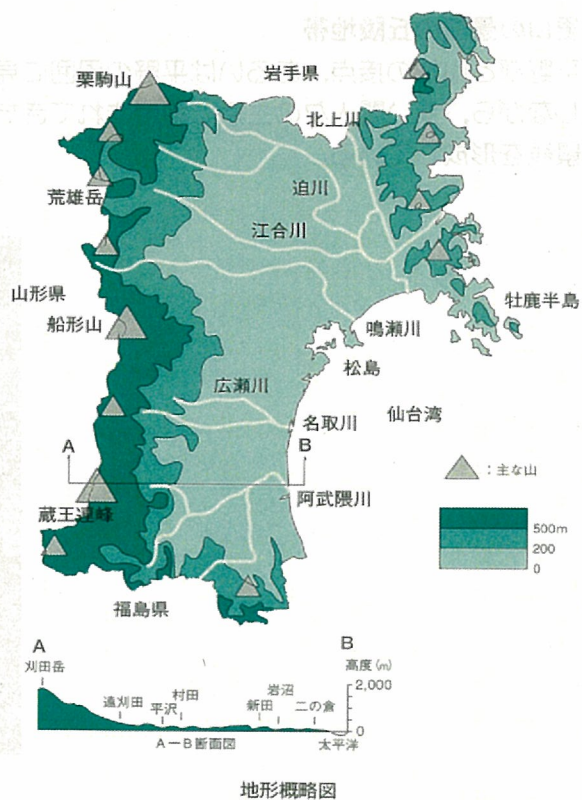 栗駒山
岩手県
北上川
迫川
荒雄岳
江合川
山形県
船形山
牡鹿半島
鳴瀬川
松島
広瀬川
名取川
仙台湾
A
B
:主な山
蔵王連峰
阿武隈川
500m
200
0
福島県
A
B
刈田岳
高度(m)
2,000
岩沼
村田
遠刈田
新田
二の倉
平沢
0
A-B断面図
太平洋
地形概略図